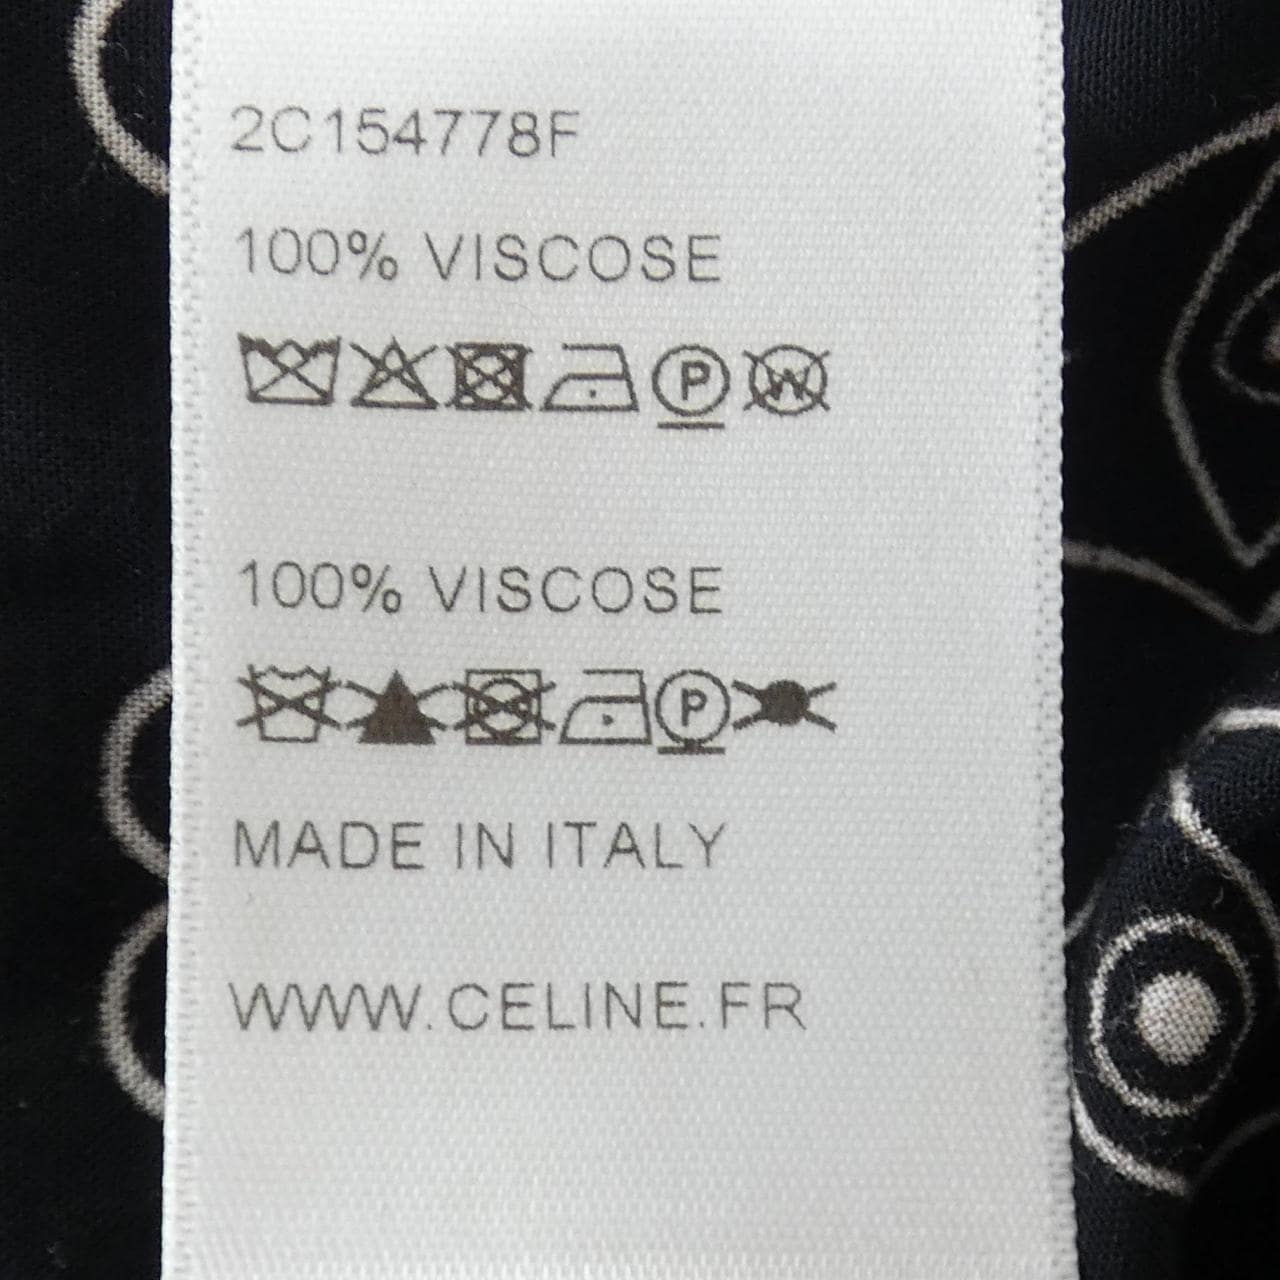 2C154778F
100% VISCOSE
P W
100% VISCOSE
P
MADE IN ITALY
WWW.CELINE.FR